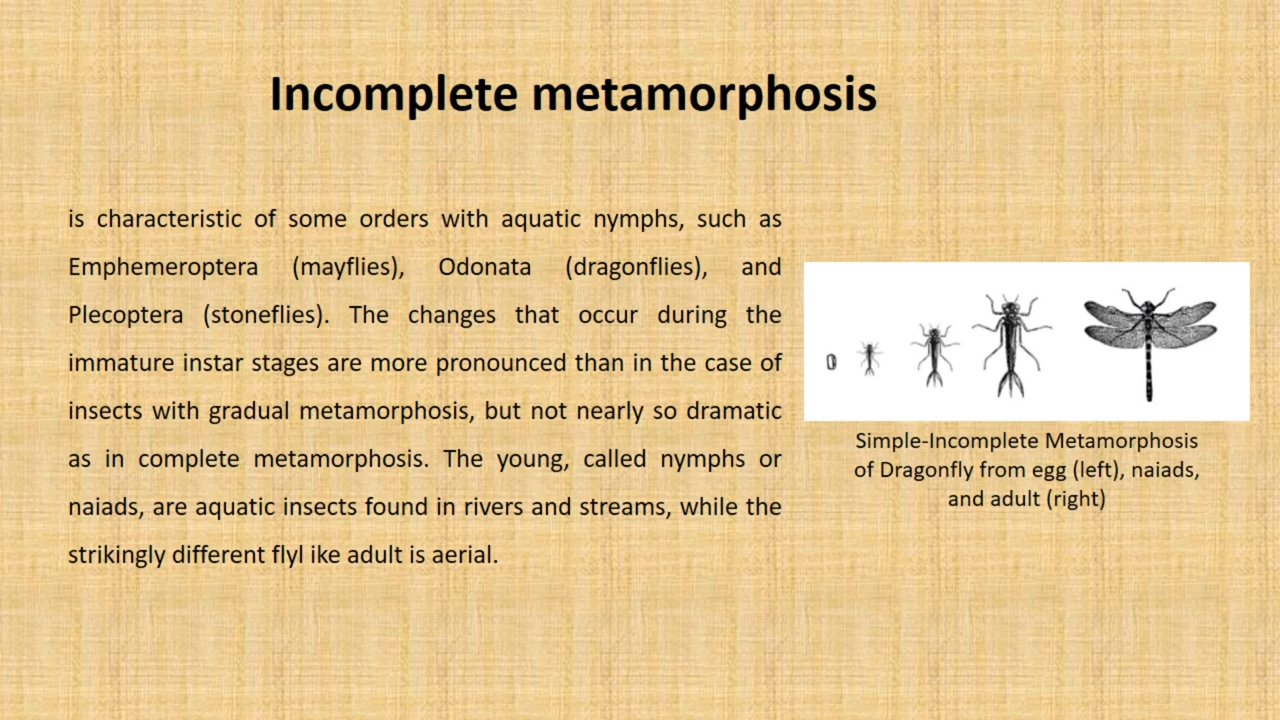 Incomplete metamorphosis
is characteristic of some orders with aquatic nymphs, such as
Emphemeroptera (mayflies), Odonata (dragonflies), and
Plecoptera (stoneflies). The changes that occur during the
immature instar stages are more pronounced than in the case of
insects with gradual metamorphosis, but not nearly so dramatic
as in complete metamorphosis. The young, called nymphs or
naiads, are aquatic insects found in rivers and streams, while the
strikingly different flyl ike adult is aerial.
Simple-Incomplete Metamorphosis
of Dragonfly from egg (left), naiads,
and adult (right)